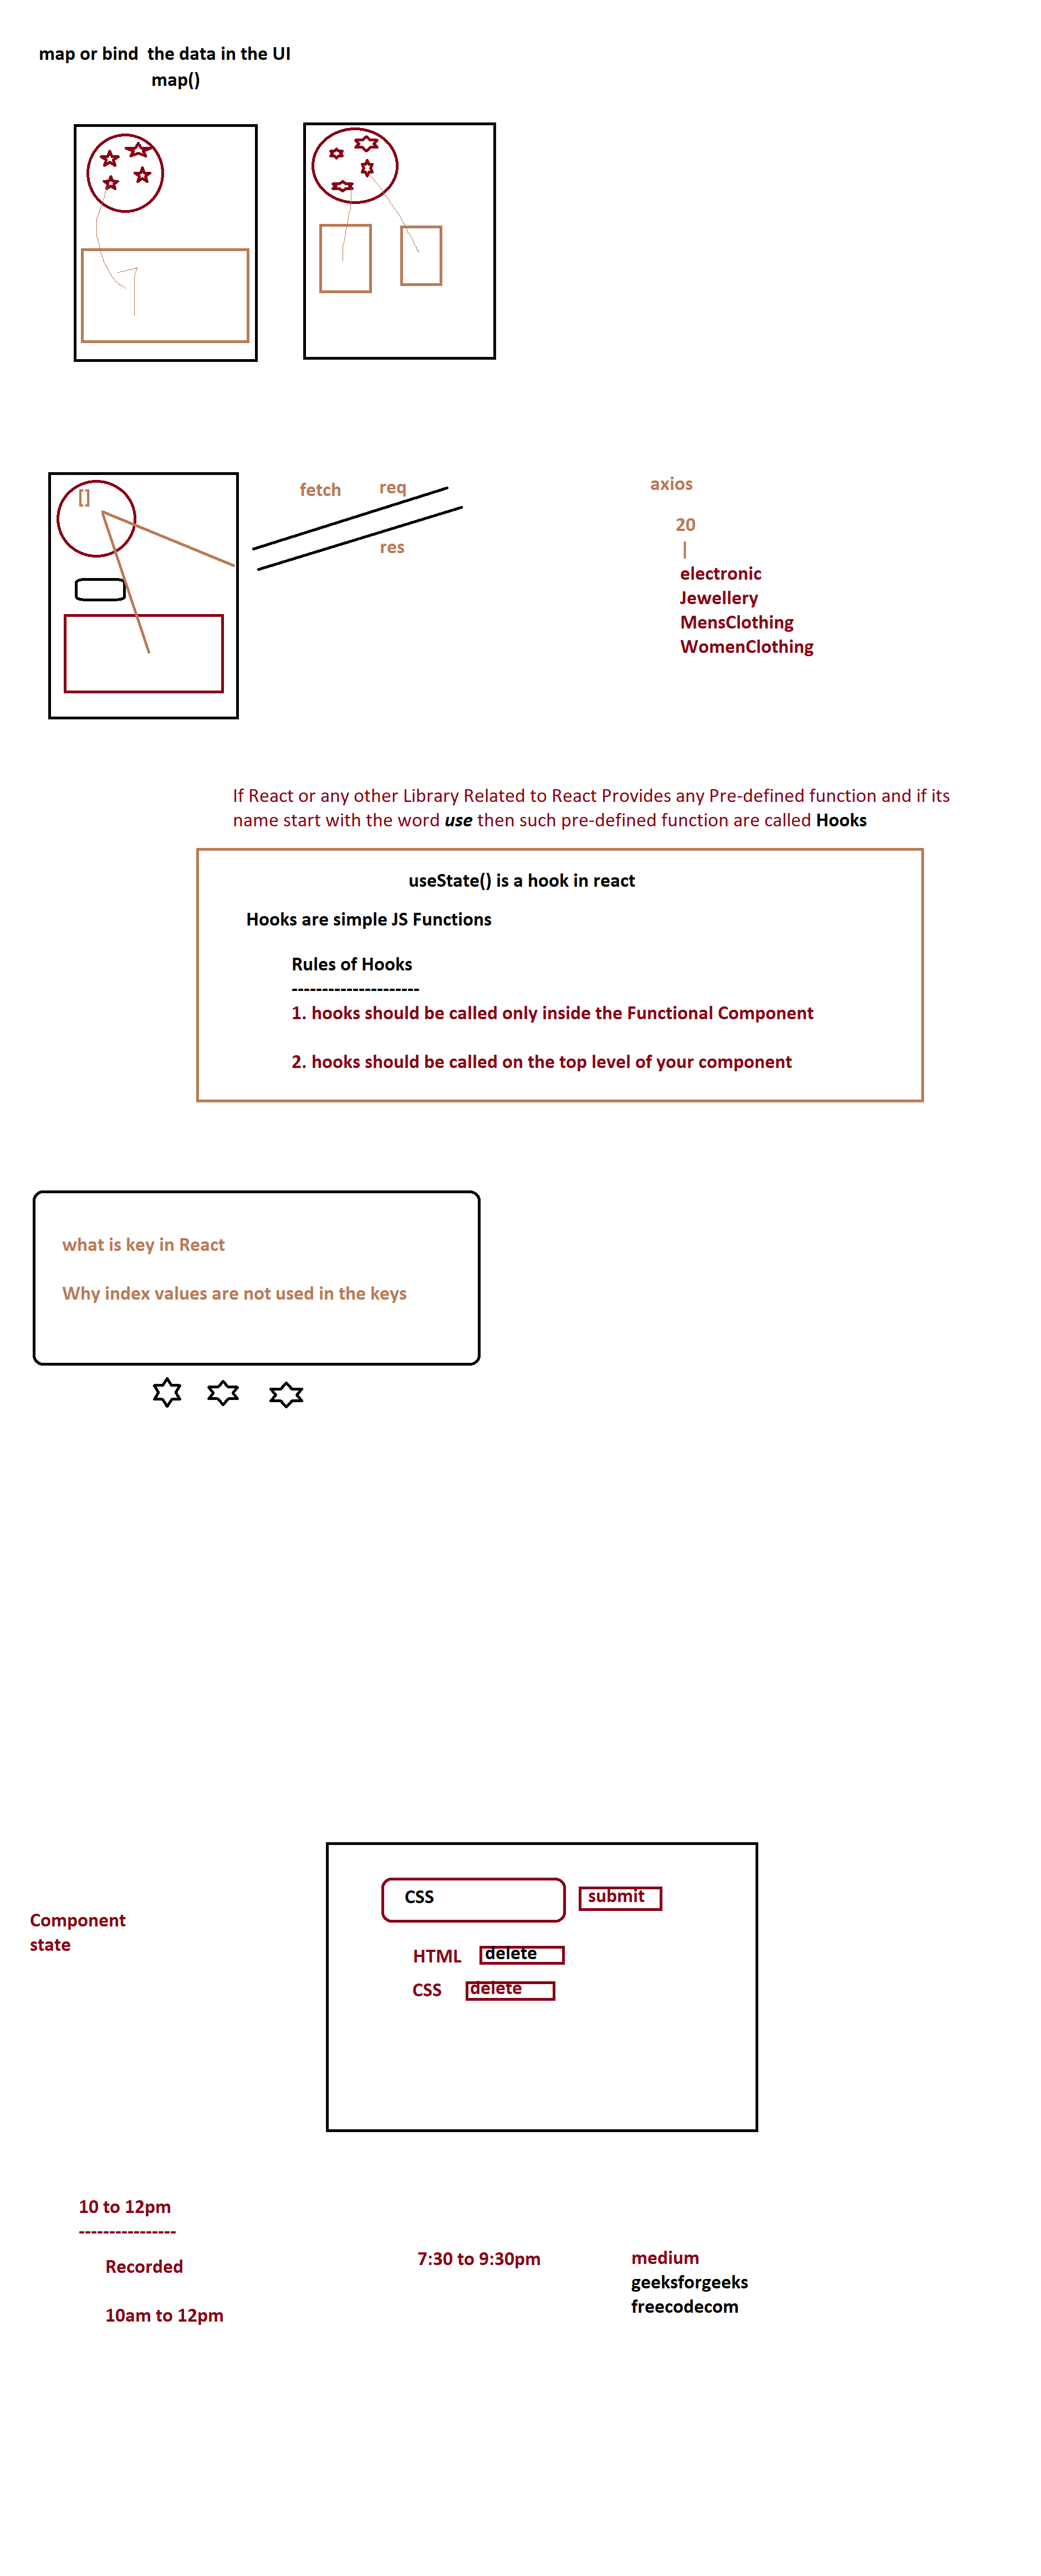 map or bind  the data in the UI
map()
[]
fetch
req
res
axios
20
|
electronic
Jewellery
MensClothing
WomenClothing
If React or any other Library Related to React Provides any Pre-defined function and if its
name start with the word use then such pre-defined function are called Hooks
useState() is a hook in react
Hooks are simple JS Functions
Rules of Hooks
---------------------
1. hooks should be called only inside the Functional Component
2. hooks should be called on the top level of your component
what is key in React
Why index values are not used in the keys
Component
state
CSS
submit
HTML
delete
CSS
delete
10 to 12pm
----------------
Recorded
10am to 12pm
7:30 to 9:30pm
medium
geeksforgeeks
freecodecom